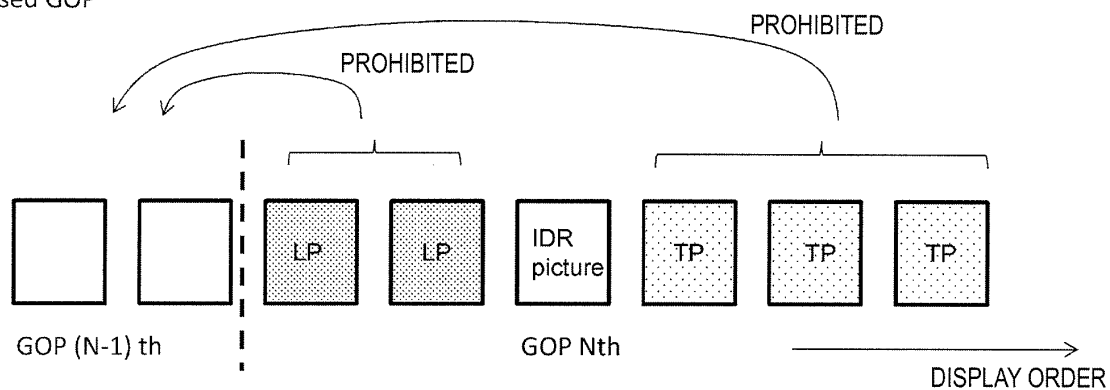 sed GOP
PROHIBITED
PROHIBITED
LP LP IDR picture TP TP TP
GOP (N-1) th
GOP Nth
DISPLAY ORDER